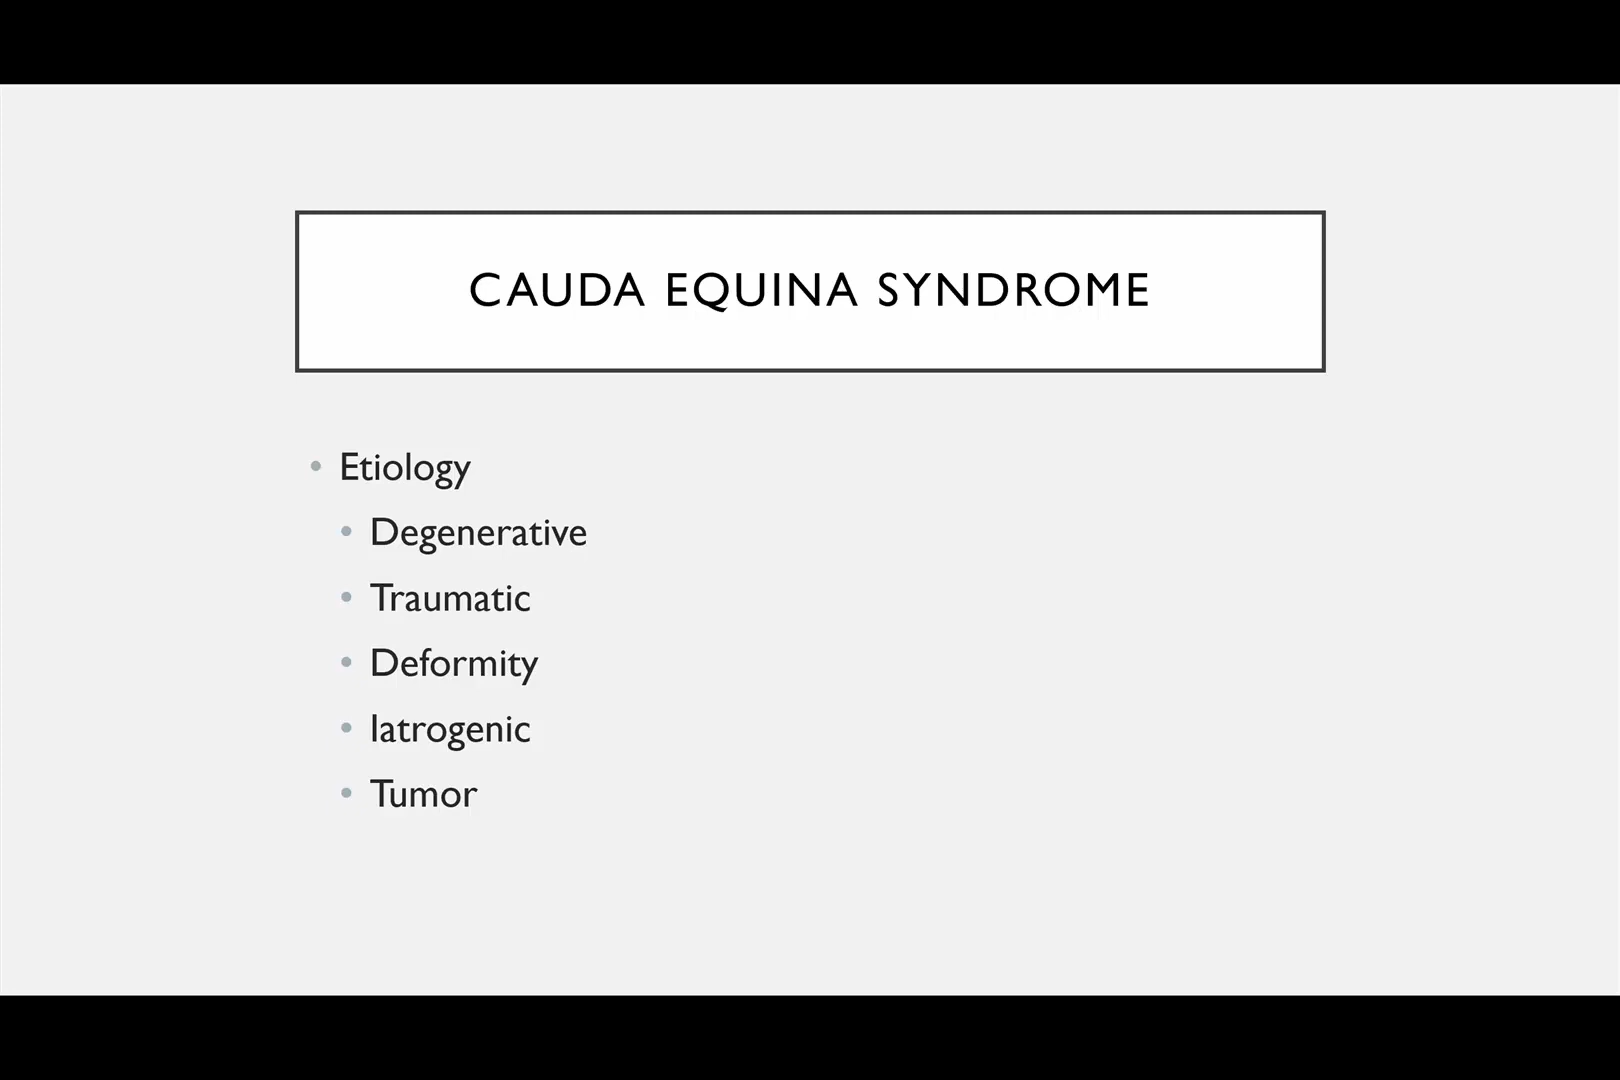 CAUDA EQUINA SYNDROME
• Etiology
• Degenerative
• Traumatic
• Deformity
• Iatrogenic
• Tumor